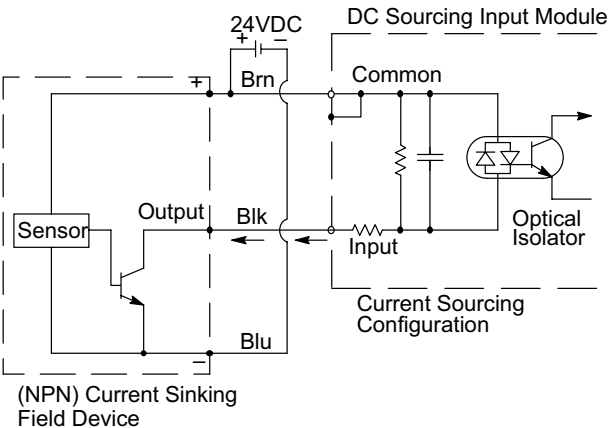 DC Sourcing Input Module
24VDC
+ –
Brn
Common
+
Output
Blk
Sensor
Input
Optical
Isolator
Current Sourcing
Configuration
Blu
–
(NPN) Current Sinking
Field Device